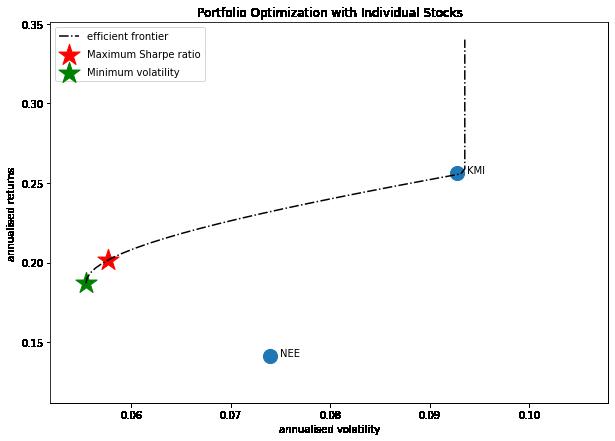 Portfolio Optimization with Individual Stocks
efficient frontier
Maximum Sharpe ratio
Minimum volatility
0.35
0.30
0.25
0.20
0.15
annualised returns
KMI
NEE
0.06
0.07
0.08
0.09
0.10
annualised volatility